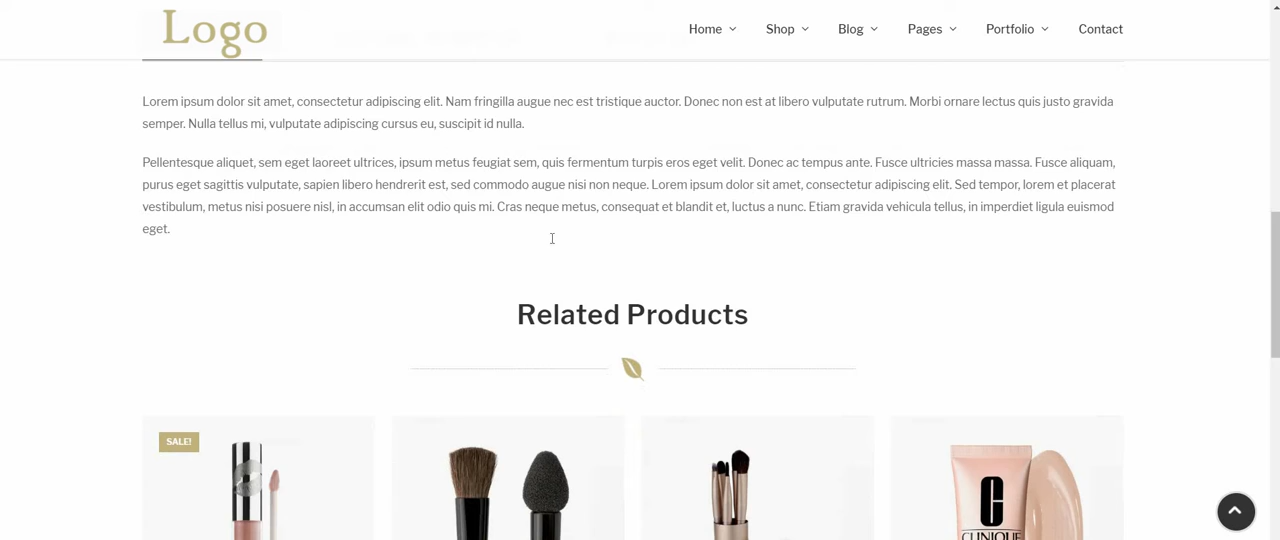 Logo
Home Shop Blog Pages Portfolio Contact
Lorem ipsum dolor sit amet, consectetur adipiscing elit. Nam fringilla augue nec est tristique auctor. Donec non est at libero vulputate rutrum. Morbi ornare lectus quis justo gravida
semper. Nulla tellus mi, vulputate adipiscing cursus eu, suscipit id nulla.
Pellentesque aliquet, sem eget laoreet ultrices, ipsum metus feugiat sem, quis fermentum turpis eros eget velit. Donec ac tempus ante. Fusce ultricies massa massa. Fusce aliquam,
purus eget sagittis vulputate, sapien libero hendrerit est, sed commodo augue nisi non neque. Lorem ipsum dolor sit amet, consectetur adipiscing elit. Sed tempor, lorem et placerat
vestibulum, metus nisi posuere nisl, in accumsan elit odio quis mi. Cras neque metus, consequat et blandit et, luctus a nunc. Etiam gravida vehicula tellus, in imperdiet ligula euismod
eget.
Related Products
SALE!
CLINIQUE